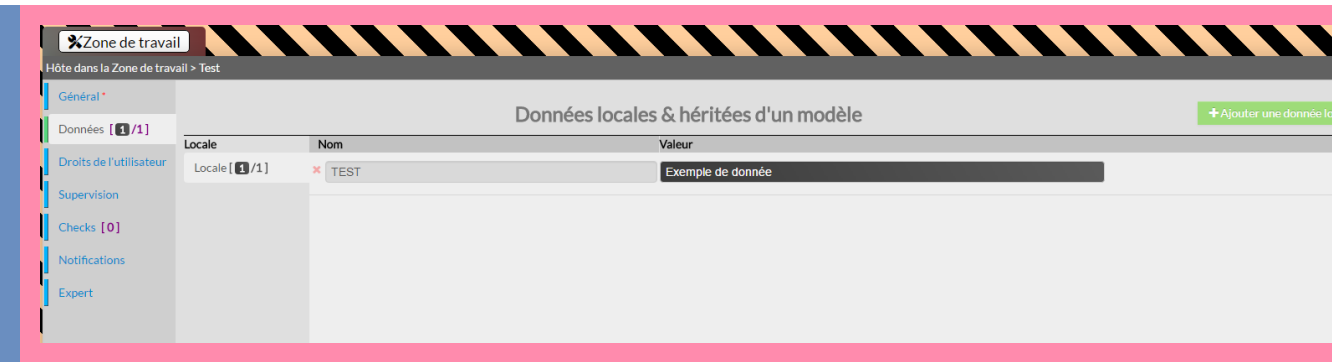 Zone de travail
Hôte dans la Zone de travail > Test
Général *
Données [ 1 /1 ]
Droits de l'utilisateur
Supervision
Checks [ 0 ]
Notifications
Expert
Données locales & héritées d'un modèle
+ Ajouter une donnée lo
Locale Nom Valeur
Locale [ 1 /1 ] × TEST Exemple de donnée